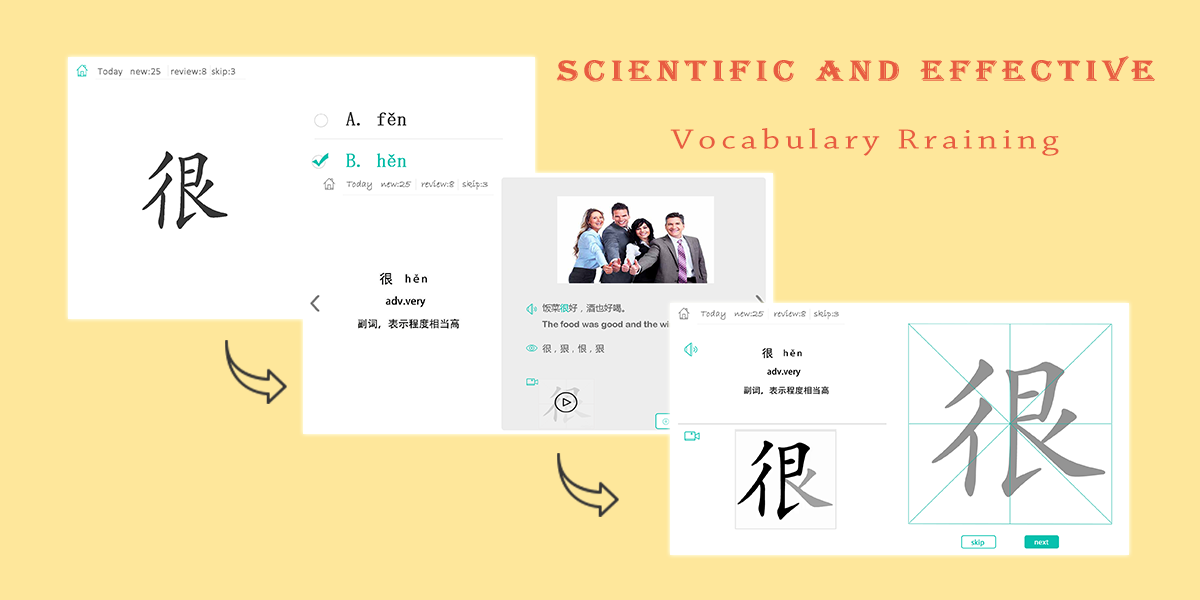 SCIENTIFIC AND EFFECTIVE
Vocabulary Rraining
Today new:25 review:8 skip:3
很
A. fěn
B. hěn
Today new:25 review:8 skip:3
很 hěn
adv.very
副词，表示程度相当高
饭菜很好，酒也好喝。
The food was good and the wi
很，狠，恨，狠
很
Today new:25 review:8 skip:3
很 hěn
adv.very
副词，表示程度相当高
很
很
skip
next